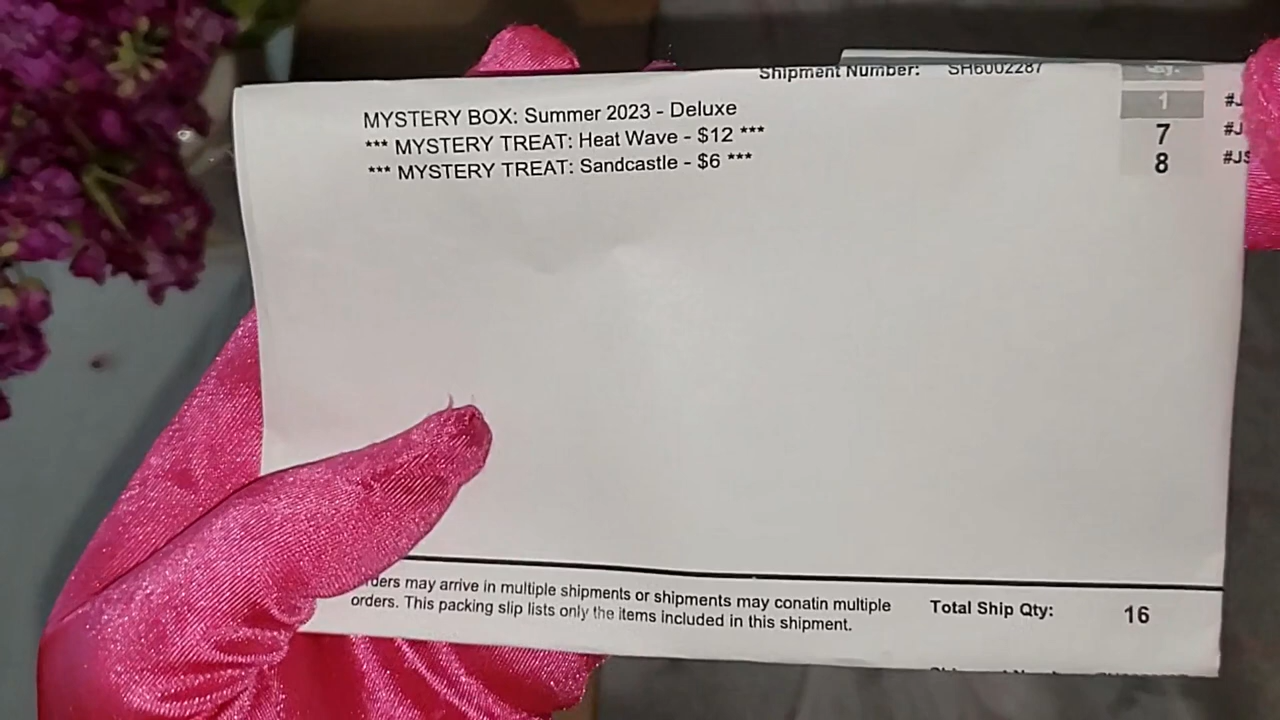 Shipment Number: SH6002287 Qty.
MYSTERY BOX: Summer 2023 - Deluxe 1
*** MYSTERY TREAT: Heat Wave - $12 *** 7
*** MYSTERY TREAT: Sandcastle - $6 *** 8 #JS
may arrive in multiple shipments or shipments may conatin multiple
orders. This packing slip lists only the items included in this shipment.
Total Ship Qty: 16